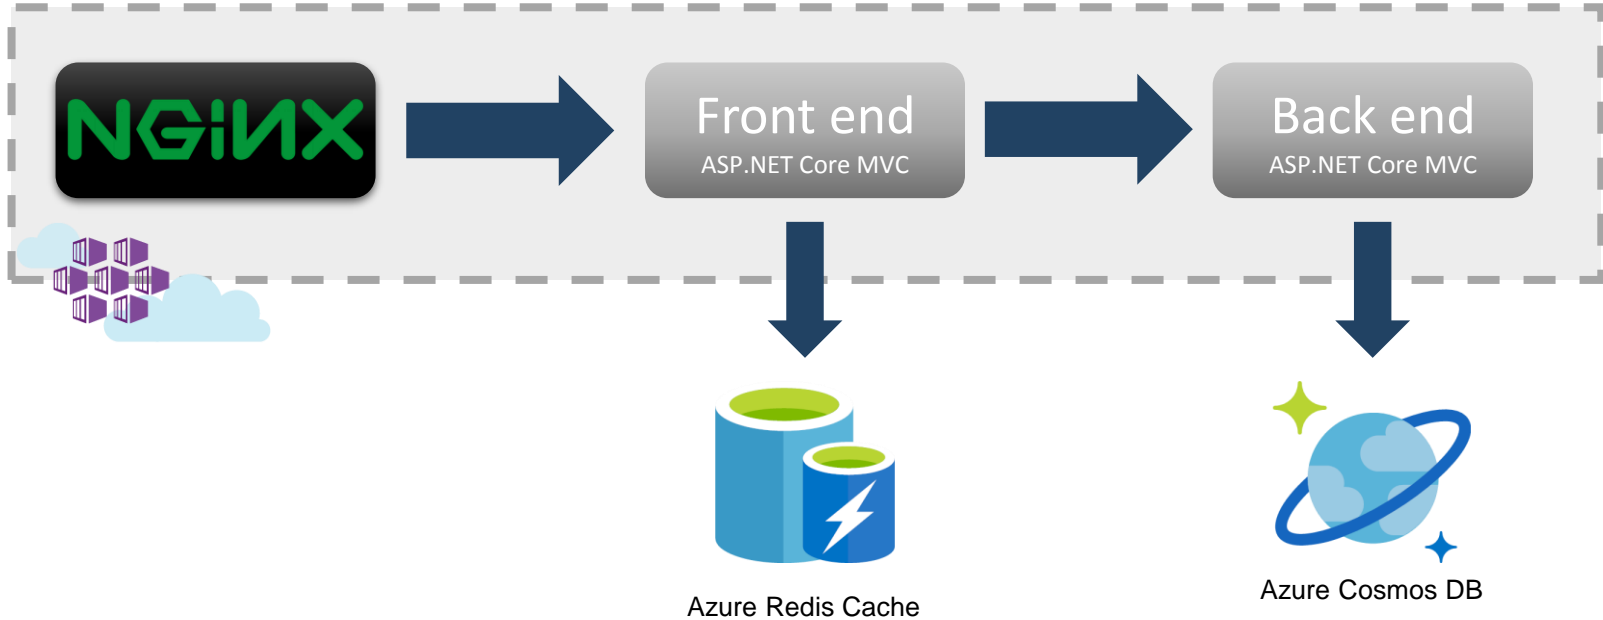 NGiNX
Front end
ASP.NET Core MVC
Back end
ASP.NET Core MVC
Azure Redis Cache
Azure Cosmos DB